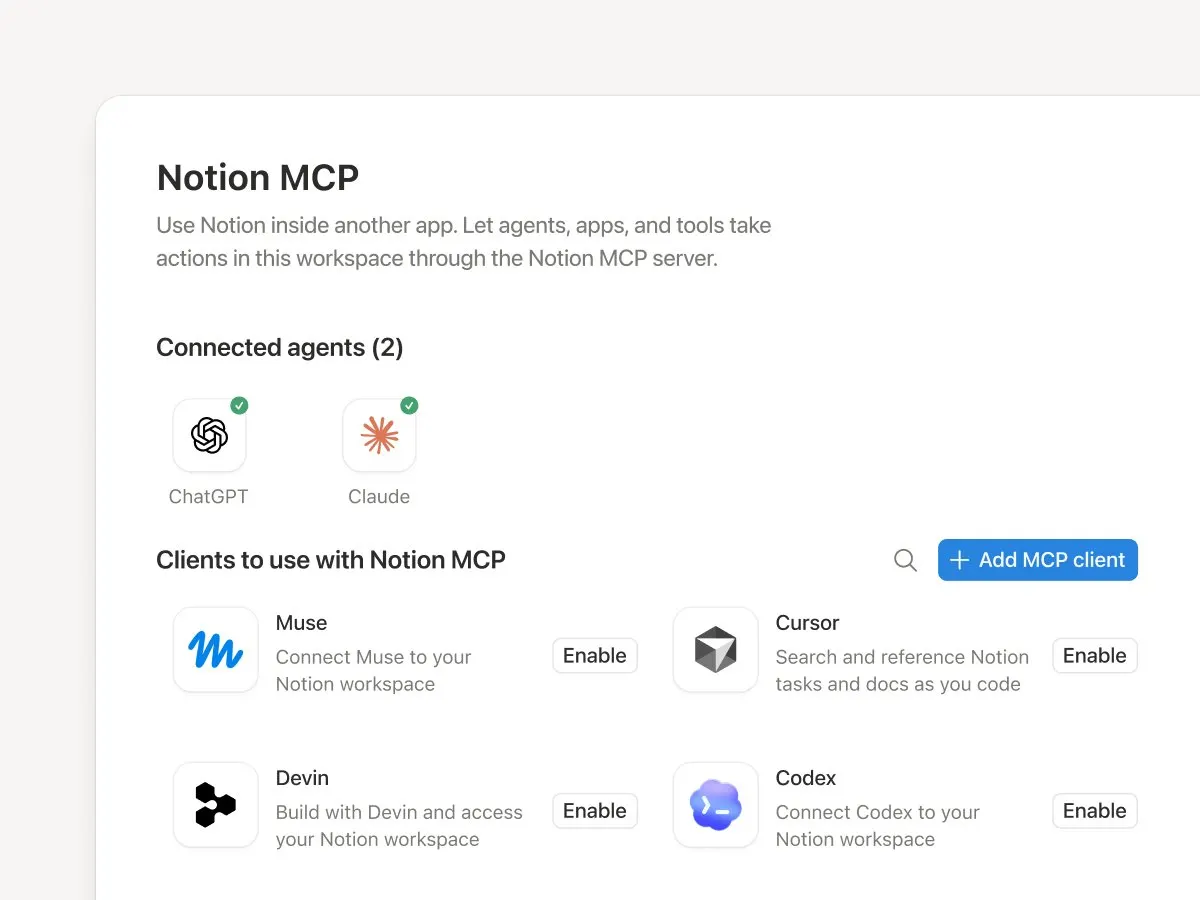 Notion MCP
Use Notion inside another app. Let agents, apps, and tools take
actions in this workspace through the Notion MCP server.
Connected agents (2)
ChatGPT
Claude
Clients to use with Notion MCP
Add MCP client
Muse
Connect Muse to your
Notion workspace
Enable
Cursor
Search and reference Notion
tasks and docs as you code
Enable
Devin
Build with Devin and access
your Notion workspace
Enable
Codex
Connect Codex to your
Notion workspace
Enable